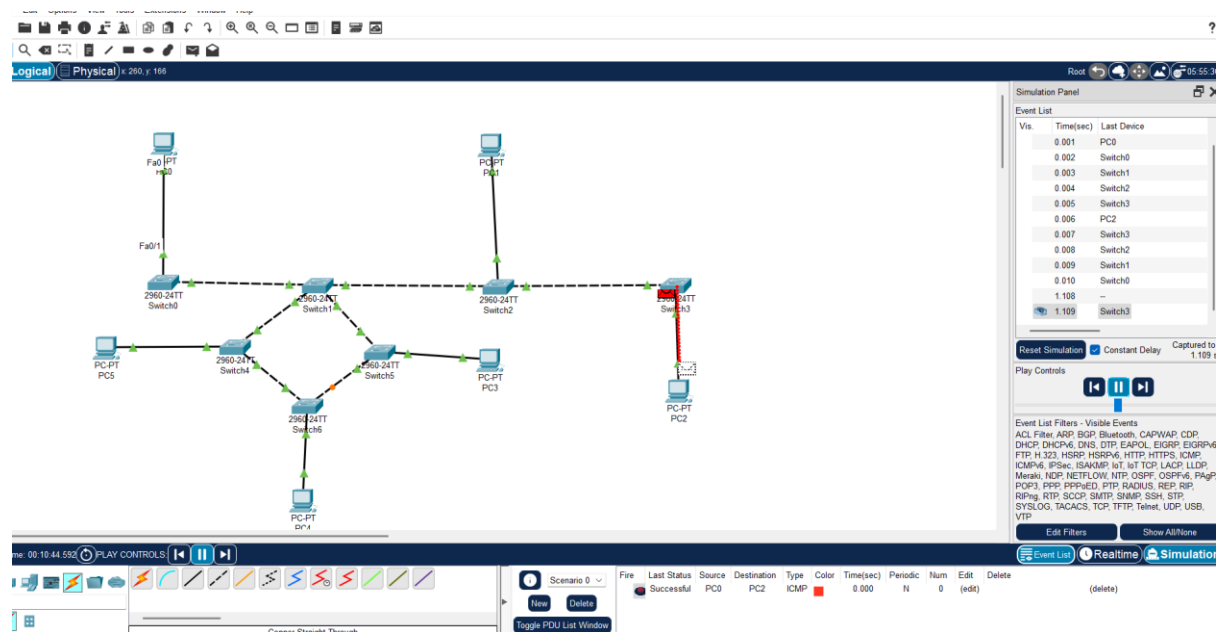 Logical Physical x: 260, y: 166
Root 05:55:30
Simulation Panel
Event List
Vis. Time(sec) Last Device
0.001 PC0
0.002 Switch0
0.003 Switch1
0.004 Switch2
0.005 Switch3
0.006 PC2
0.007 Switch3
0.008 Switch2
0.009 Switch1
0.010 Switch0
1.108 --
1.109 Switch3
Reset Simulation Constant Delay Captured to
1.109 s
Play Controls
Event List Filters - Visible Events
ACL Filter, ARP, BGP, Bluetooth, CAPWAP, CDP,
DHCP, DHCPv6, DNS, DTP, EAPOL, EIGRP, EIGRPv6
FTP, H.323, HSRP, HSRPv6, HTTP, HTTPS, ICMP,
ICMPv6, IPSec, ISAKMP, IoT, IoT TCP, LACP, LLDP,
Meraki, NDP, NETFLOW, NTP, OSPF, OSPFv6, PAgP,
POP3, PPP, PPPoED, PTP, RADIUS, REP, RIP,
RIPng, RTP, SCCP, SMTP, SNMP, SSH, STP,
SYSLOG, TACACS, TCP, TFTP, Telnet, UDP, USB,
VTP
Edit Filters Show All/None
Event List Realtime Simulation
Fa0
PC-PT
PC1
Fa0/1
2960-24TT
Switch0
2960-24TT
Switch1
2960-24TT
Switch2
2960-24TT
Switch3
PC-PT
PC5
2960-24TT
Switch4
2960-24TT
Switch5
PC-PT
PC3
2960-24TT
Switch6
PC-PT
PC2
PC-PT
PC4
me: 00:10:44.592 PLAY CONTROLS:
Scenario 0
New Delete
Toggle PDU List Window
Fire Last Status Source Destination Type Color Time(sec) Periodic Num Edit Delete
Successful PC0 PC2 ICMP 0.000 N 0 (edit) (delete)
Copper Straight-Through